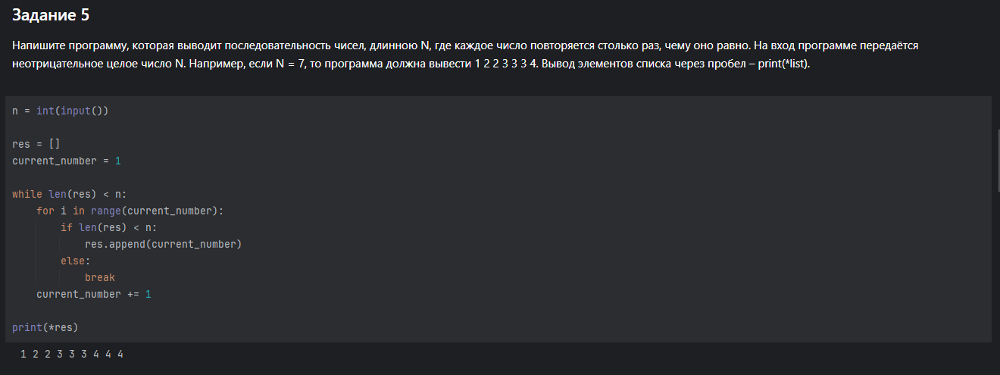 Задание 5
Напишите программу, которая выводит последовательность чисел, длинною N, где каждое число повторяется столько раз, чему оно равно. На вход программе передаётся
неотрицательное целое число N. Например, если N = 7, то программа должна вывести 1 2 2 3 3 3 4. Вывод элементов списка через пробел – print(*list).
n = int(input())
res = []
current_number = 1
while len(res) < n:
    for i in range(current_number):
        if len(res) < n:
            res.append(current_number)
        else:
            break
    current_number += 1
print(*res)
1 2 2 3 3 3 4 4 4